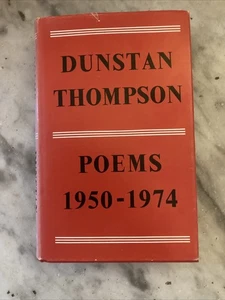 DUNSTAN
THOMPSON
POEMS
1950-1974